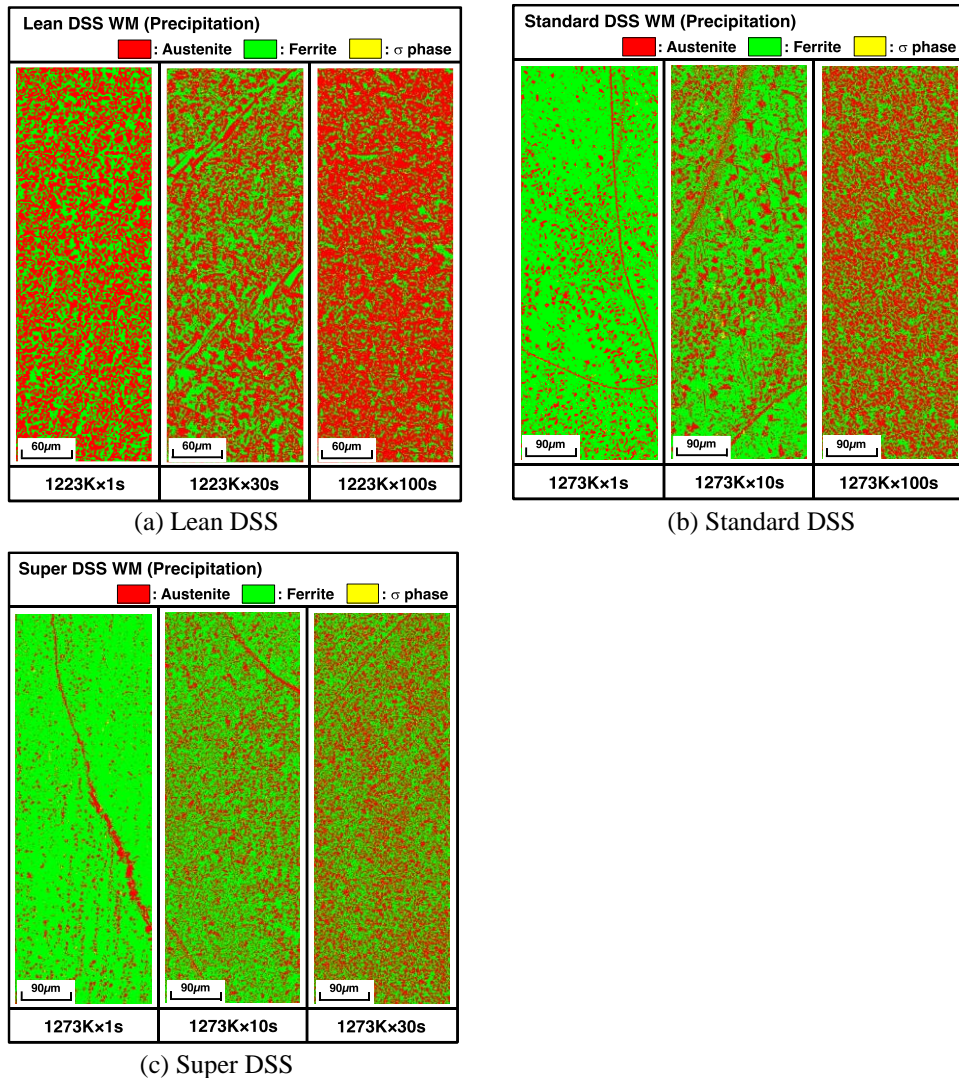 Lean DSS WM (Precipitation)
: Austenite : Ferrite : σ phase
60μm 60μm 60μm
1223K×1s 1223K×30s 1223K×100s
(a) Lean DSS
Standard DSS WM (Precipitation)
: Austenite : Ferrite : σ phase
90μm 90μm 90μm
1273K×1s 1273K×10s 1273K×100s
(b) Standard DSS
Super DSS WM (Precipitation)
: Austenite : Ferrite : σ phase
90μm 90μm 90μm
1273K×1s 1273K×10s 1273K×30s
(c) Super DSS